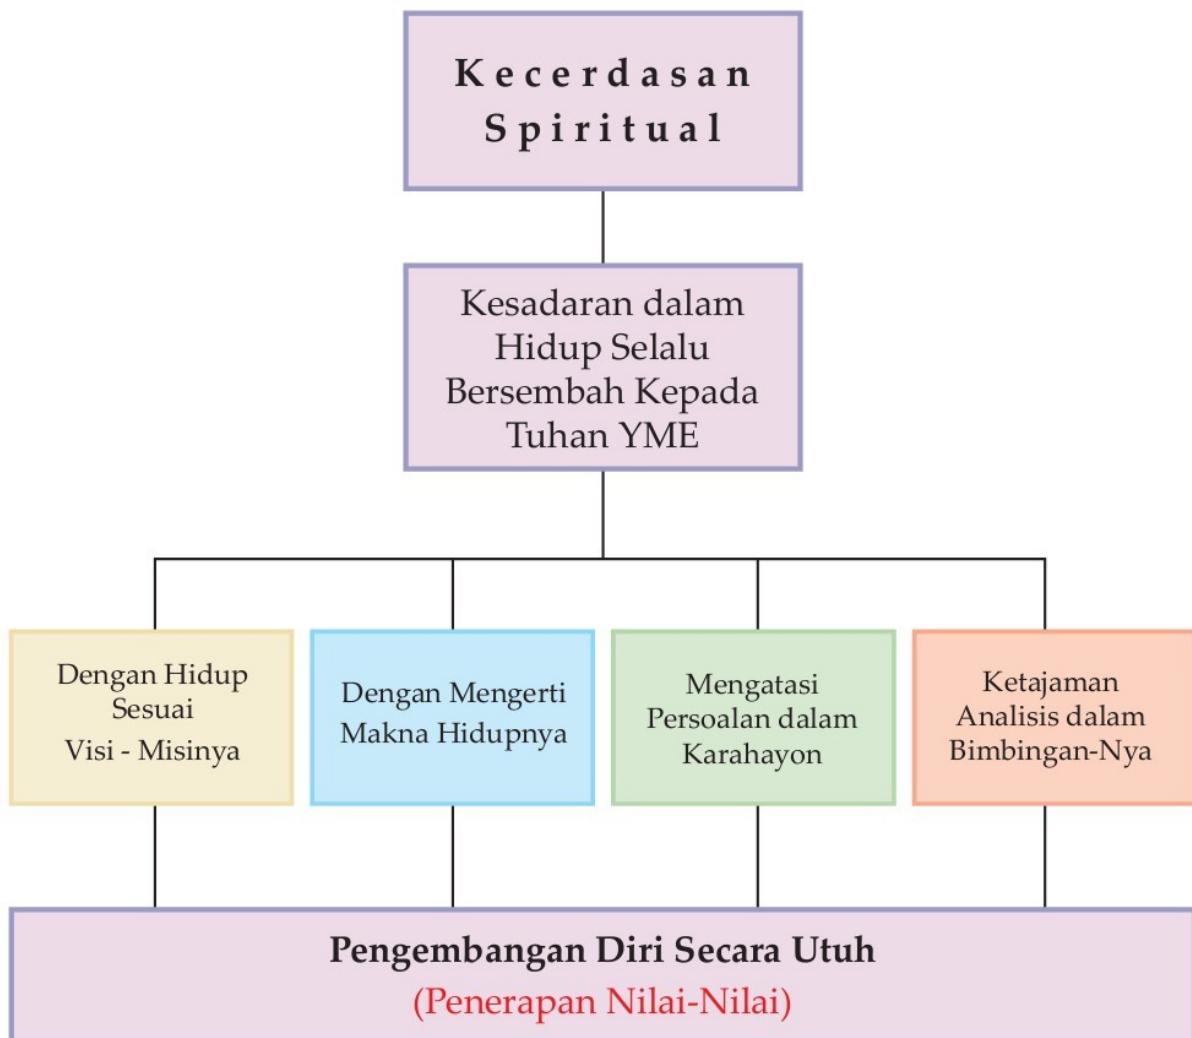 Kecerdasan
Spiritual
Kesadaran dalam
Hidup Selalu
Bersembah Kepada
Tuhan YME
Dengan Hidup
Sesuai
Visi - Misinya
Dengan Mengerti
Makna Hidupnya
Mengatasi
Persoalan dalam
Karahayon
Ketajaman
Analisis dalam
Bimbingan-Nya
Pengembangan Diri Secara Utuh
(Penerapan Nilai-Nilai)